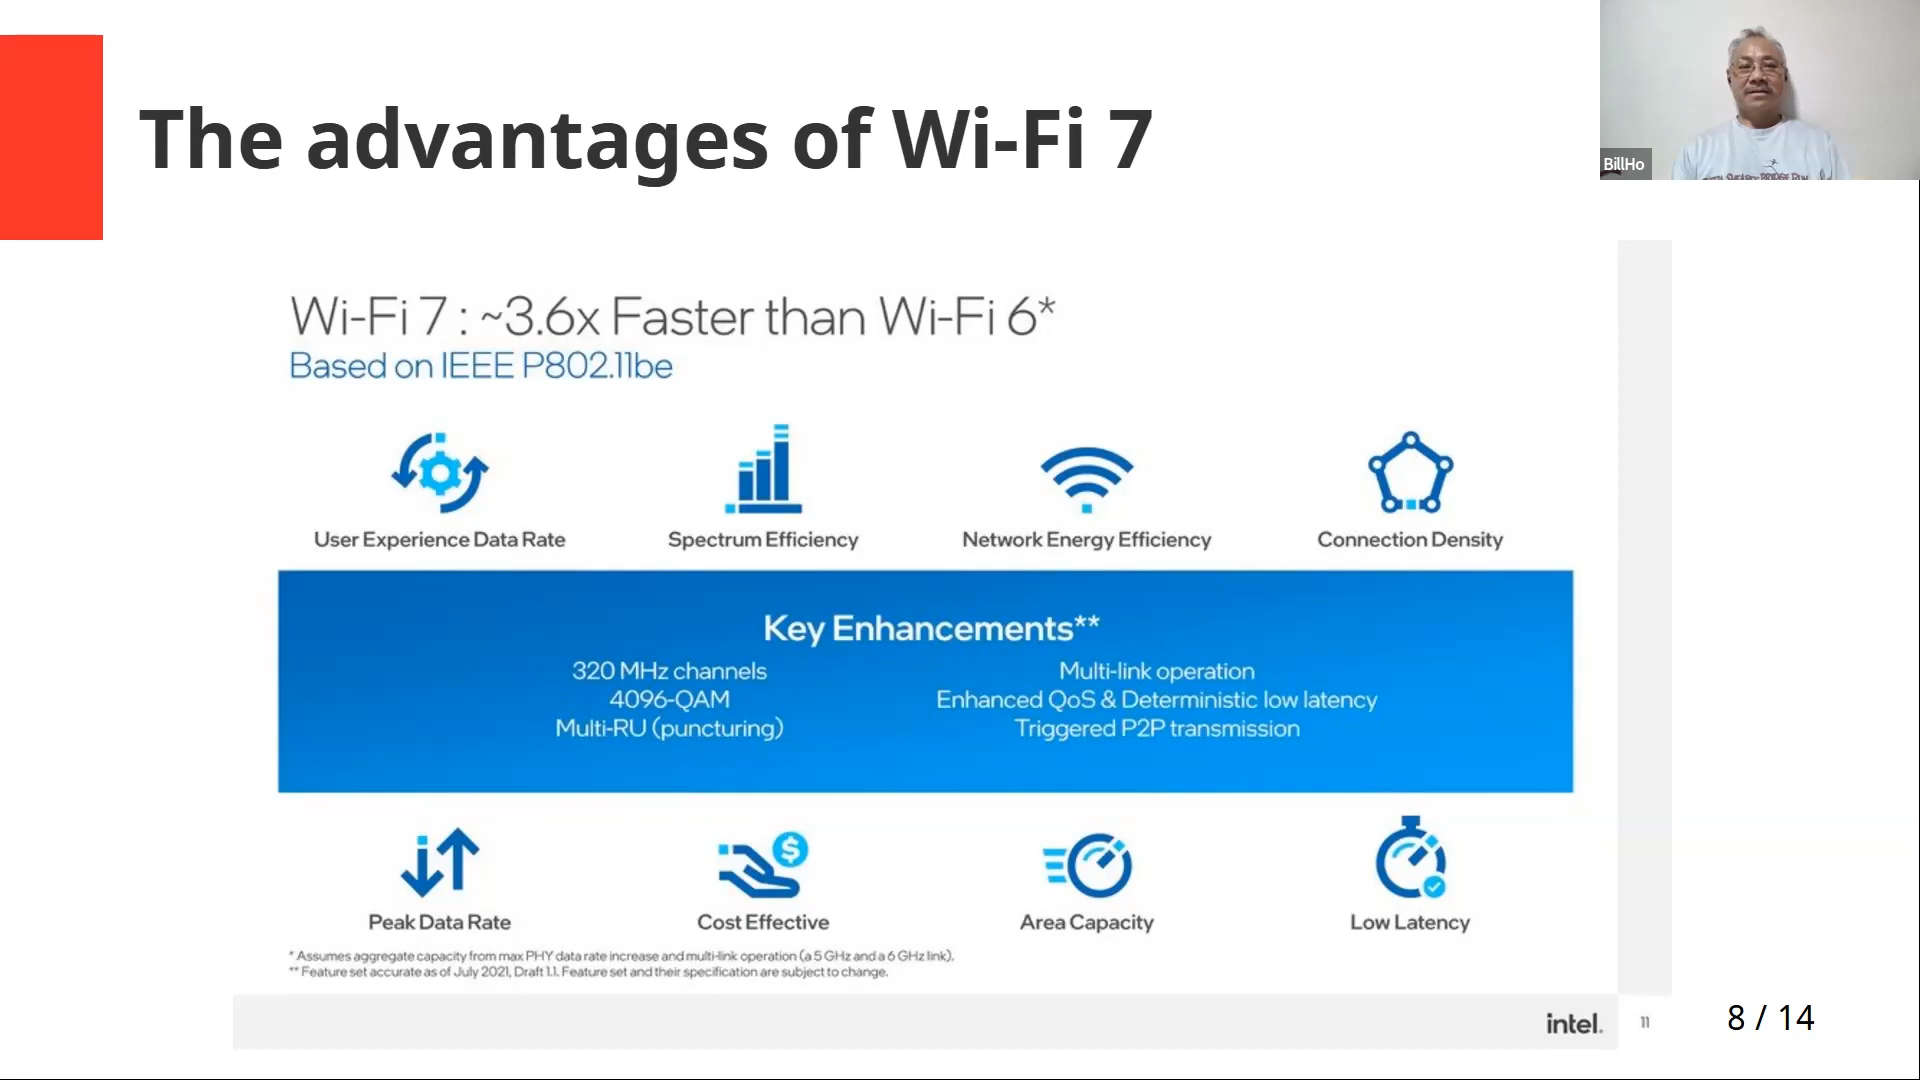 The advantages of Wi-Fi 7
BillHo
Wi-Fi 7 : ~3.6x Faster than Wi-Fi 6*
Based on IEEE P802.11be
User Experience Data Rate
Spectrum Efficiency
Network Energy Efficiency
Connection Density
Key Enhancements**
320 MHz channels
4096-QAM
Multi-RU (puncturing)
Multi-link operation
Enhanced QoS & Deterministic low latency
Triggered P2P transmission
Peak Data Rate
Cost Effective
Area Capacity
Low Latency
* Assumes aggregate capacity from max PHY data rate increase and multi-link operation (a 5 GHz and a 6 GHz link).
** Feature set accurate as of July 2021, Draft 1.1. Feature set and their specification are subject to change.
intel.
11
8 / 14